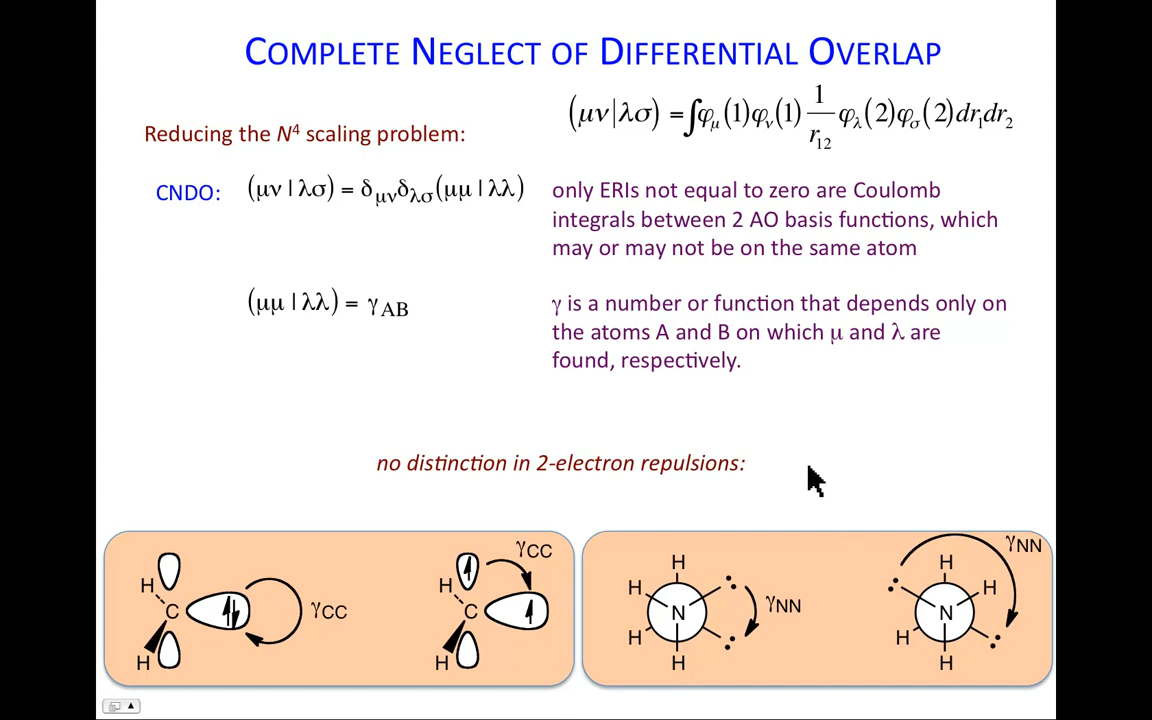 COMPLETE NEGLECT OF DIFFERENTIAL OVERLAP
(μν|λσ) = ∫φμ(1)φν(1) 1/r12 φλ(2)φσ(2)dr1dr2
Reducing the N⁴ scaling problem:
CNDO: (μν | λσ) = δμνδλσ(μμ | λλ)
only ERIs not equal to zero are Coulomb
integrals between 2 AO basis functions, which
may or may not be on the same atom
(μμ | λλ) = γAB
γ is a number or function that depends only on
the atoms A and B on which μ and λ are
found, respectively.
no distinction in 2-electron repulsions:
H
C
H
γCC
H
C
H
γCC
H
H
N
H
H
γNN
H
H
N
H
H
γNN